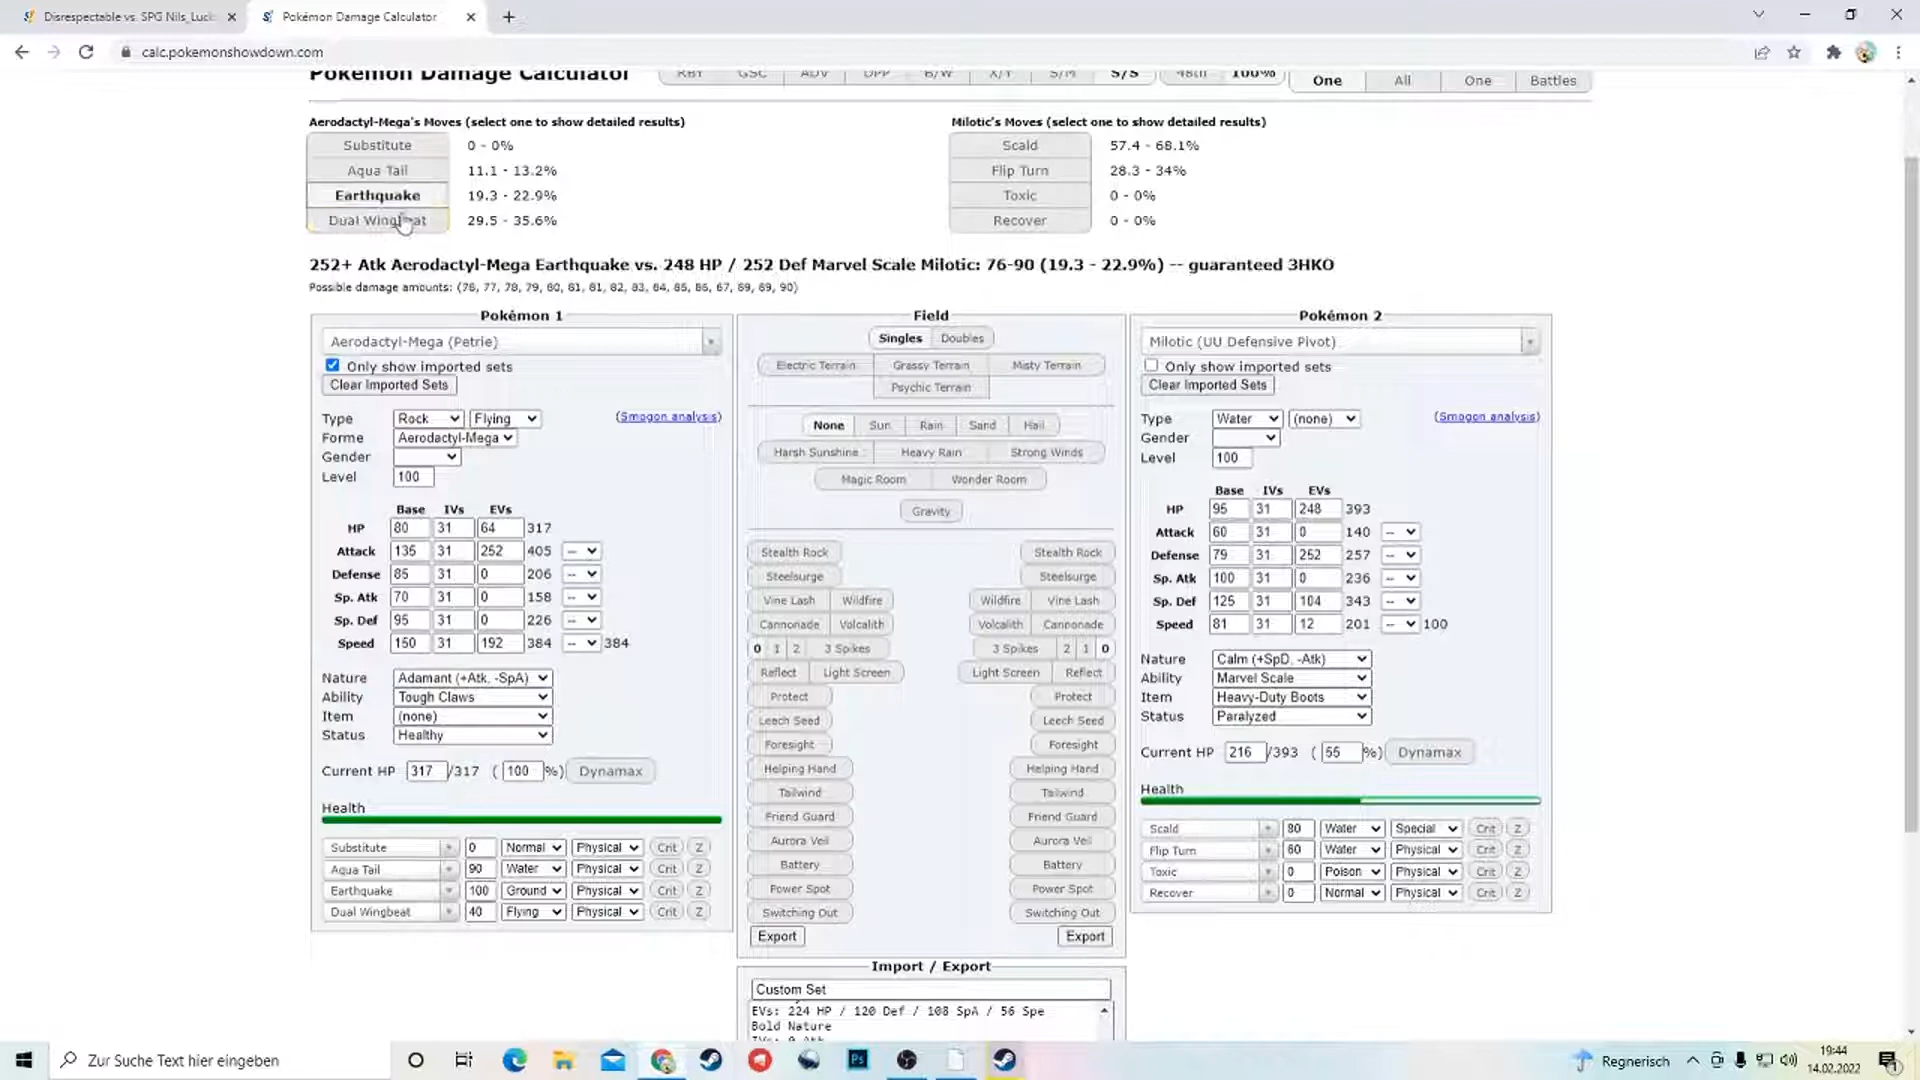 Disrespectable vs. SPG Nils_Luck
Pokémon Damage Calculator
calc.pokemonshowdown.com
Pokémon Damage Calculator
RBY GSC ADV DPP B/W X/Y S/M S/S 48th 100% One All One Battles
Aerodactyl-Mega's Moves (select one to show detailed results)
Substitute 0 - 0%
Aqua Tail 11.1 - 13.2%
Earthquake 19.3 - 22.9%
Dual Wingbeat 29.5 - 35.6%
Milotic's Moves (select one to show detailed results)
Scald 57.4 - 68.1%
Flip Turn 28.3 - 34%
Toxic 0 - 0%
Recover 0 - 0%
252+ Atk Aerodactyl-Mega Earthquake vs. 248 HP / 252 Def Marvel Scale Milotic: 76-90 (19.3 - 22.9%) -- guaranteed 3HKO
Possible damage amounts: (76, 77, 78, 79, 80, 81, 81, 82, 83, 84, 85, 86, 87, 89, 89, 90)
Pokémon 1
Aerodactyl-Mega (Petrie)
Only show imported sets
Clear Imported Sets
Type Rock Flying (Smogon analysis)
Forme Aerodactyl-Mega
Gender
Level 100
Base IVs EVs
HP 80 31 64 317
Attack 135 31 252 405 --
Defense 85 31 0 206 --
Sp. Atk 70 31 0 158 --
Sp. Def 95 31 0 226 --
Speed 150 31 192 384 -- 384
Nature Adamant (+Atk, -SpA)
Ability Tough Claws
Item (none)
Status Healthy
Current HP 317 /317 ( 100 %) Dynamax
Health
Substitute 0 Normal Physical Crit Z
Aqua Tail 90 Water Physical Crit Z
Earthquake 100 Ground Physical Crit Z
Dual Wingbeat 40 Flying Physical Crit Z
Field
Singles Doubles
Electric Terrain Grassy Terrain Misty Terrain
Psychic Terrain
None Sun Rain Sand Hail
Harsh Sunshine Heavy Rain Strong Winds
Magic Room Wonder Room
Gravity
Stealth Rock Stealth Rock
Steelsurge Steelsurge
Vine Lash Wildfire Wildfire Vine Lash
Cannonade Volcalith Volcalith Cannonade
0 1 2 3 Spikes 3 Spikes 2 1 0
Reflect Light Screen Light Screen Reflect
Protect Protect
Leech Seed Leech Seed
Foresight Foresight
Helping Hand Helping Hand
Tailwind Tailwind
Friend Guard Friend Guard
Aurora Veil Aurora Veil
Battery Battery
Power Spot Power Spot
Switching Out Switching Out
Export Export
Import / Export
Custom Set
EVs: 224 HP / 120 Def / 108 SpA / 56 Spe
Bold Nature
IVs: 0 Atk
Pokémon 2
Milotic (UU Defensive Pivot)
Only show imported sets
Clear Imported Sets
Type Water (none) (Smogon analysis)
Gender
Level 100
Base IVs EVs
HP 95 31 248 393
Attack 60 31 0 140 --
Defense 79 31 252 257 --
Sp. Atk 100 31 0 236 --
Sp. Def 125 31 104 343 --
Speed 81 31 12 201 -- 100
Nature Calm (+SpD, -Atk)
Ability Marvel Scale
Item Heavy-Duty Boots
Status Paralyzed
Current HP 216 /393 ( 55 %) Dynamax
Health
Scald 80 Water Special Crit Z
Flip Turn 60 Water Physical Crit Z
Toxic 0 Poison Physical Crit Z
Recover 0 Normal Physical Crit Z
Zur Suche Text hier eingeben
Ps
Regnerisch
19:44
14.02.2022
1